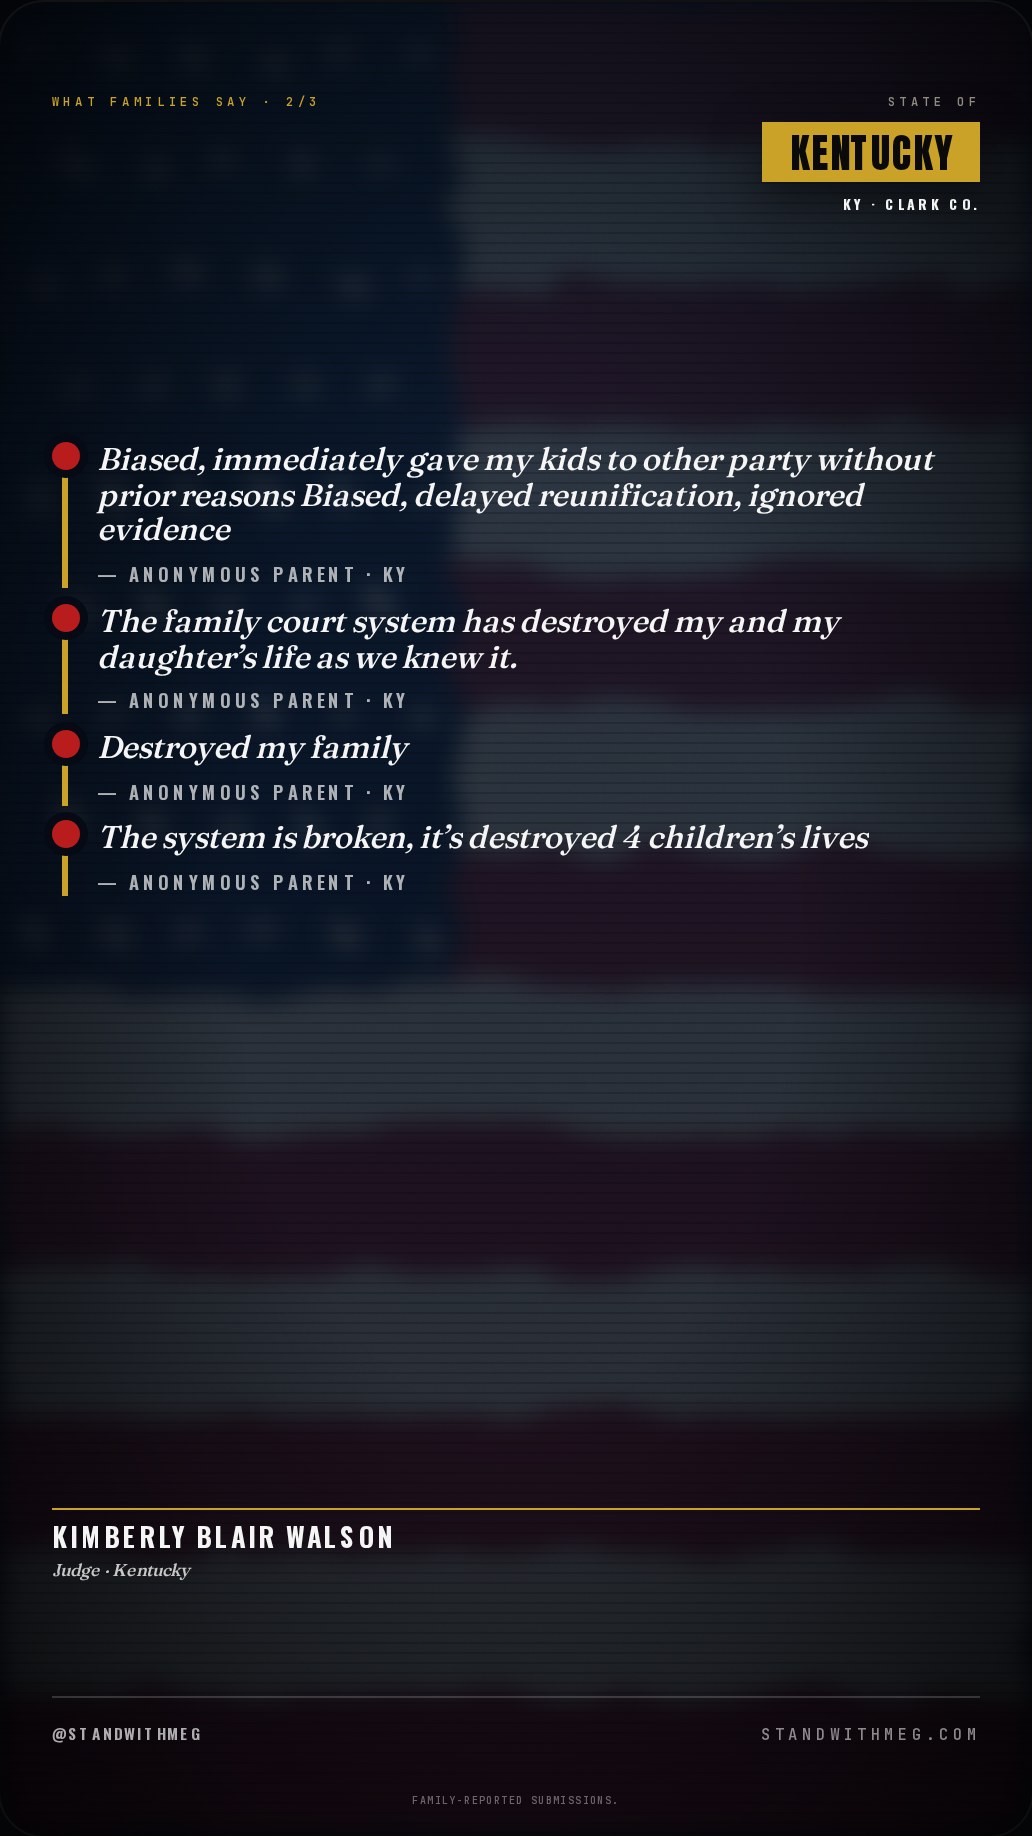 WHAT FAMILIES SAY · 2/3
STATE OF
KENTUCKY
KY · CLARK CO.
Biased, immediately gave my kids to other party without
prior reasons Biased, delayed reunification, ignored
evidence
— ANONYMOUS PARENT · KY
The family court system has destroyed my and my
daughter’s life as we knew it.
— ANONYMOUS PARENT · KY
Destroyed my family
— ANONYMOUS PARENT · KY
The system is broken, it’s destroyed 4 children’s lives
— ANONYMOUS PARENT · KY
KIMBERLY BLAIR WALSON
Judge · Kentucky
@STANDWITHMEG
STANDWITHMEG.COM
FAMILY-REPORTED SUBMISSIONS.